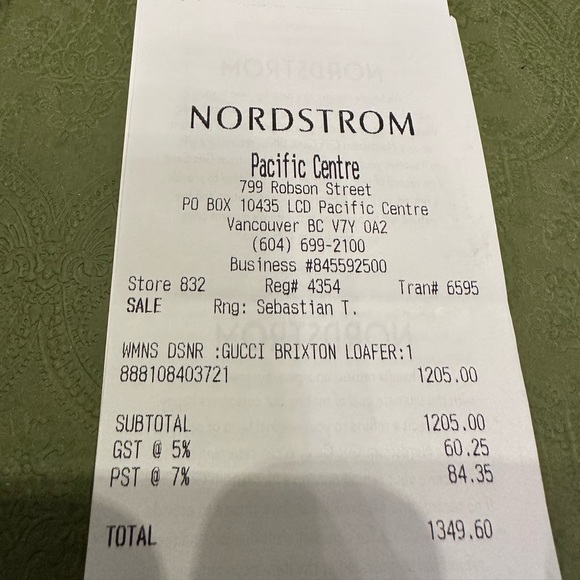 NORDSTROM
Pacific Centre
799 Robson Street
PO BOX 10435 LCD Pacific Centre
Vancouver BC V7Y 0A2
(604) 699-2100
Business #845592500
Store 832 Reg# 4354 Tran# 6595
SALE Rng: Sebastian T.
WMNS DSNR :GUCCI BRIXTON LOAFER:1
888108403721 1205.00
SUBTOTAL 1205.00
GST @ 5% 60.25
PST @ 7% 84.35
TOTAL 1349.60